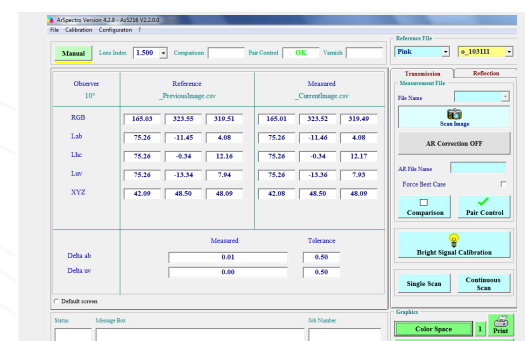 ArSpectro Version 4.2.8 - As5216 V2.2.0.0
File Calibration Configuraton ?
Manual Lens Index 1.500 Comparison Pair Control OK Varnish
Reference File
Pink o_103111
Observer Reference Measured
10° _PreviousImage.csv _CurrentImage.csv
RGB 165.03 323.55 319.51 165.01 323.52 319.49
Lab 75.26 -11.45 4.08 75.26 -11.46 4.08
Lhc 75.26 -0.34 12.16 75.26 -0.34 12.17
Luv 75.26 -13.34 7.94 75.26 -13.36 7.93
XYZ 42.09 48.50 48.09 42.08 48.50 48.09
Measured Tolerance
Delta ab 0.01 0.50
Delta uv 0.00 0.50
Default screen
Status Message Box Job Number
Transmission Reflection
Measurement File
File Name
Scan Image
AR Correction OFF
AR File Name
Force Best Case
Comparison Pair Control
Bright Signal Calibration
Single Scan Continuous
Scan
Graphics
Color Space 1 Print